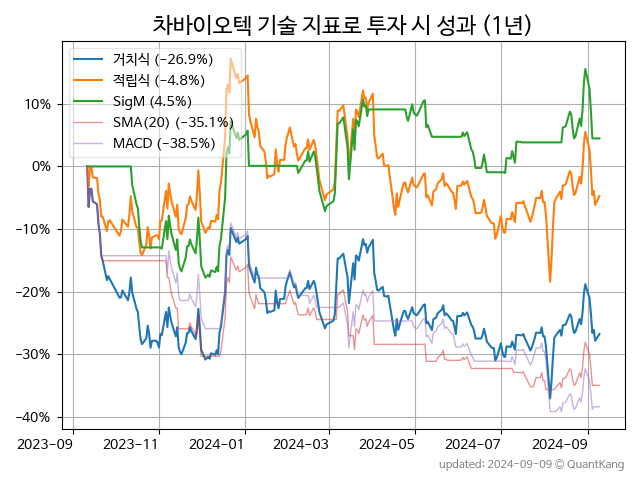 차바이오텍 기술 지표로 투자 시 성과 (1년)
거치식 (−26.9%)
적립식 (−4.8%)
SigM (4.5%)
SMA(20) (−35.1%)
MACD (−38.5%)
10%
0%
−10%
−20%
−30%
−40%
2023−09 2023−11 2024−01 2024−03 2024−05 2024−07 2024−09
updated: 2024−09−09 © QuantKang